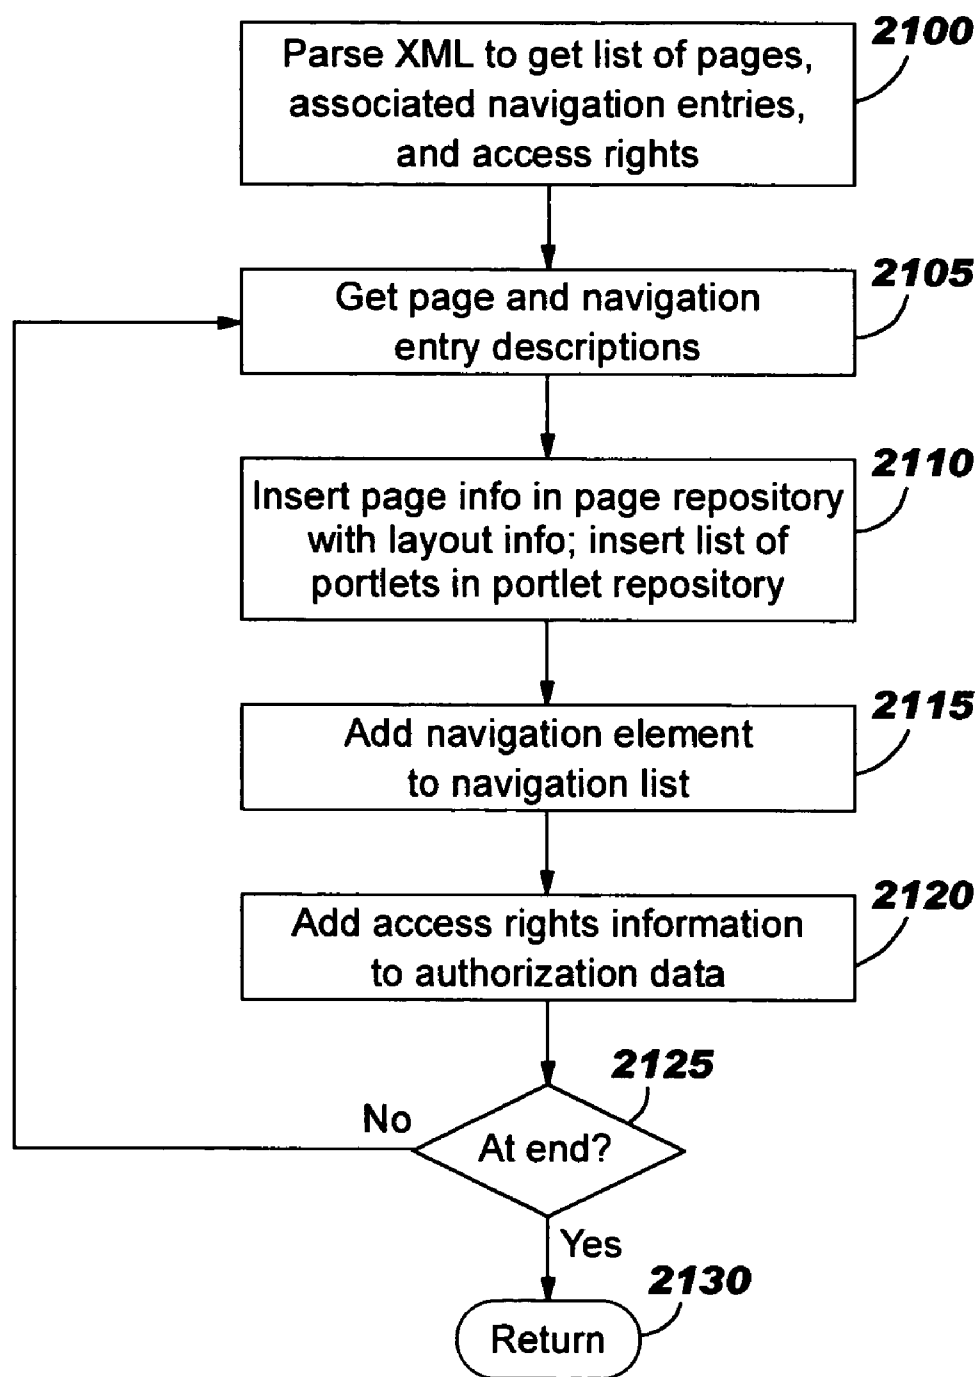 2100
Parse XML to get list of pages,
associated navigation entries,
and access rights
2105
Get page and navigation
entry descriptions
2110
Insert page info in page repository
with layout info; insert list of
portlets in portlet repository
2115
Add navigation element
to navigation list
2120
Add access rights information
to authorization data
2125
No
At end?
Yes
2130
Return